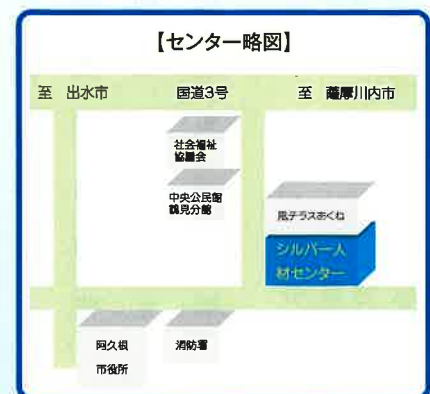 【センター略図】
至 出水市 国道3号 至 薩摩川内市
社会福祉
協議会
中央公民館
鶴見分館
風テラスあくね
シルバー人
材センター
阿久根
市役所
消防署